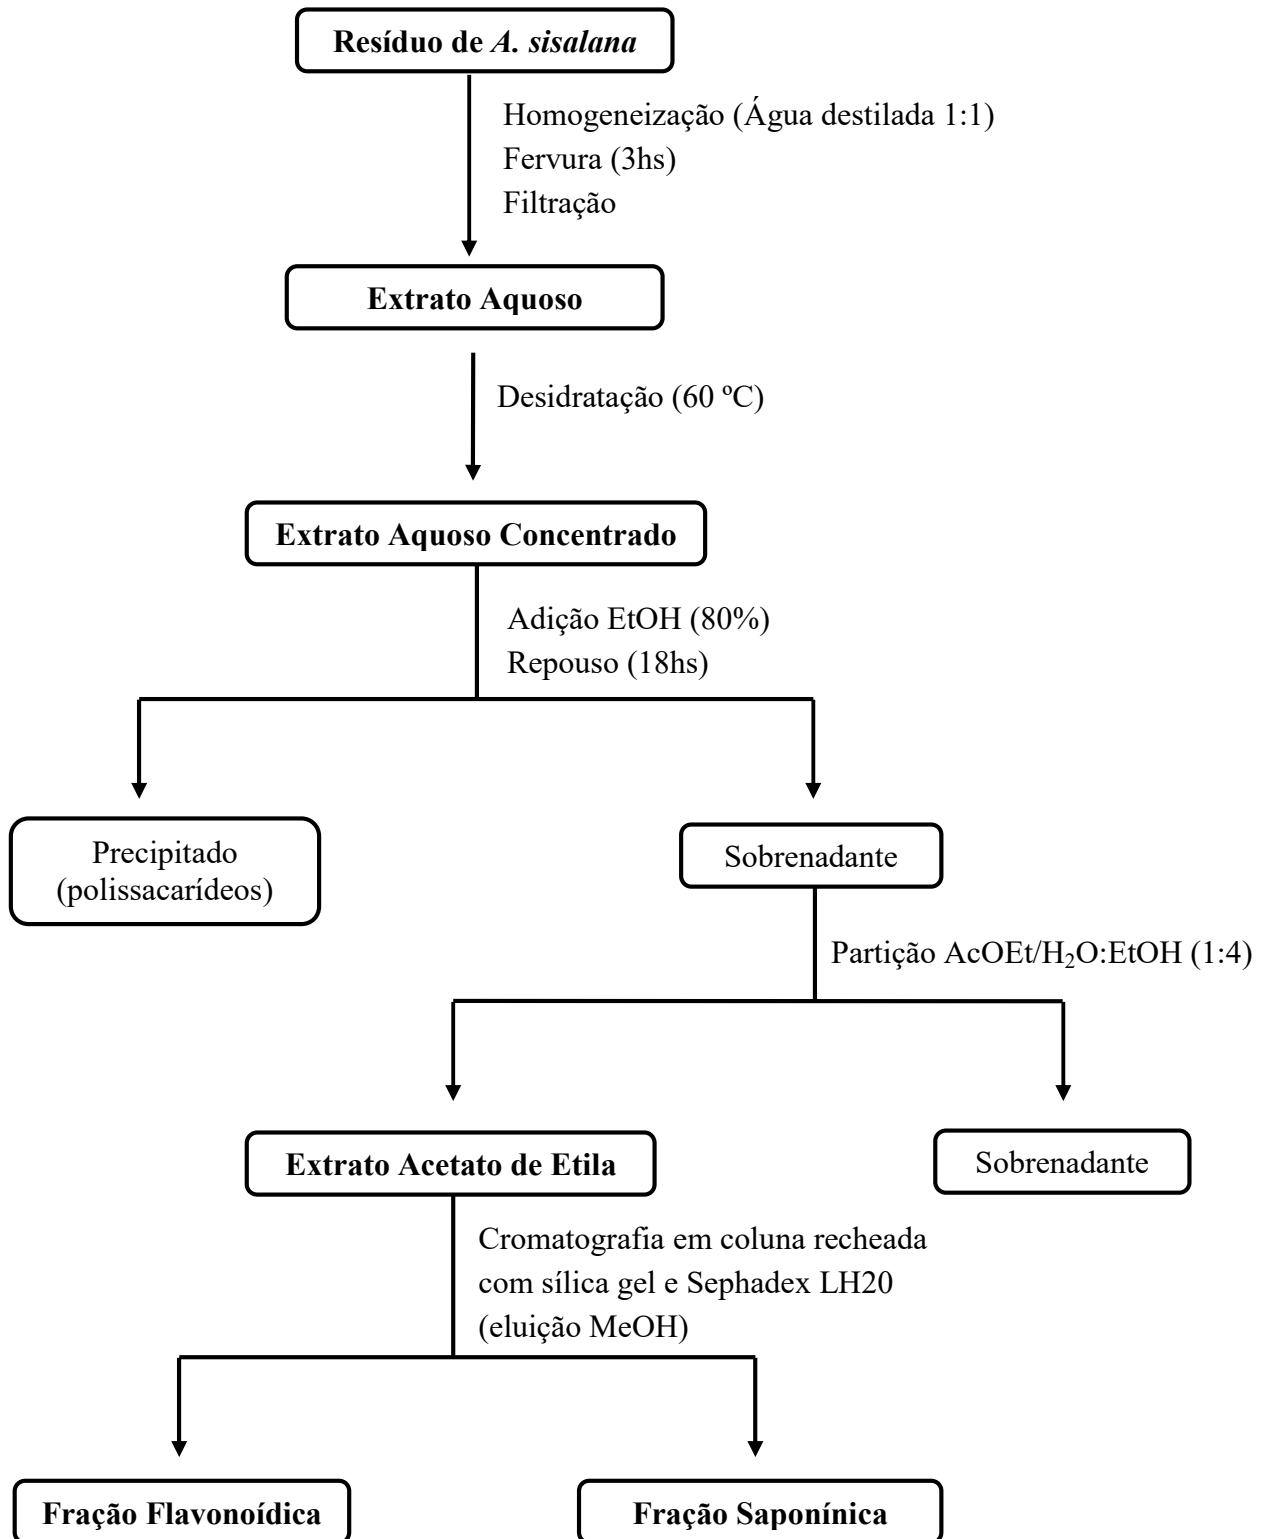 Resíduo de A. sisalana
Homogeneização (Água destilada 1:1)
Fervura (3hs)
Filtração
Extrato Aquoso
Desidratação (60 ºC)
Extrato Aquoso Concentrado
Adição EtOH (80%)
Repouso (18hs)
Precipitado
(polissacarídeos)
Sobrenadante
Partição AcOEt/H₂O:EtOH (1:4)
Extrato Acetato de Etila
Sobrenadante
Cromatografia em coluna recheada
com sílica gel e Sephadex LH20
(eluição MeOH)
Fração Flavonoídica
Fração Saponínica